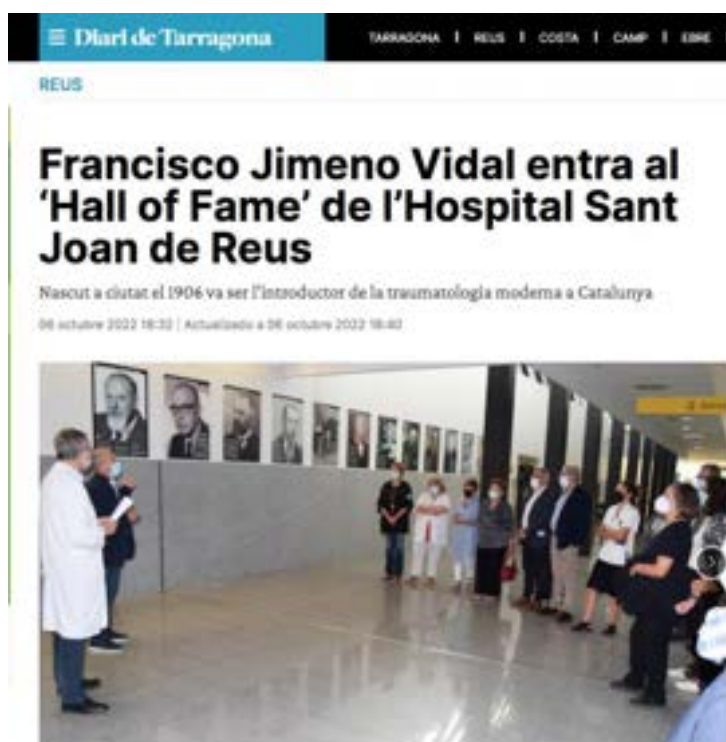 Diari de Tarragona
TARRAGONA | REUS | COSTA | CAMP | EBRE
REUS
Francisco Jimeno Vidal entra al
‘Hall of Fame’ de l’Hospital Sant
Joan de Reus
Nascut a ciutat el 1906 va ser l’introductor de la traumatologia moderna a Catalunya
06 octubre 2022 18:32 | Actualizado a 06 octubre 2022 18:40